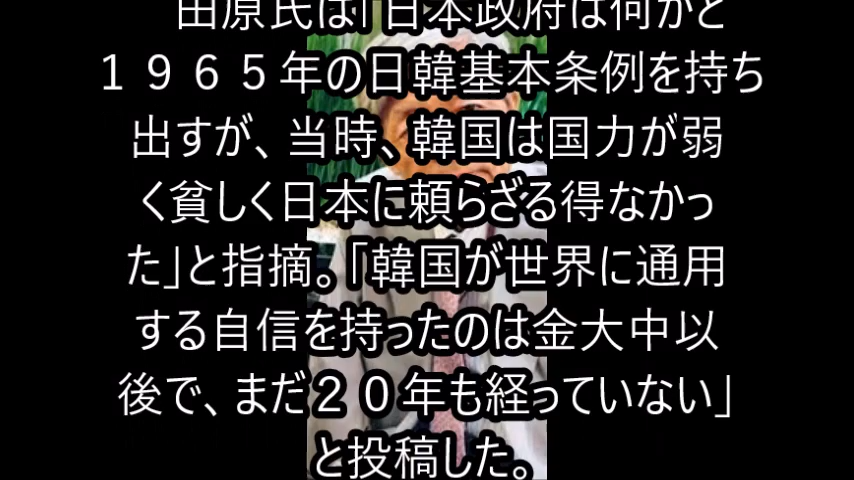 田原氏は「日本政府は何かと
１９６５年の日韓基本条例を持ち
出すが、当時、韓国は国力が弱
く貧しく日本に頼らざる得なかっ
た」と指摘。「韓国が世界に通用
する自信を持ったのは金大中以
後で、まだ２０年も経っていない」
と投稿した。